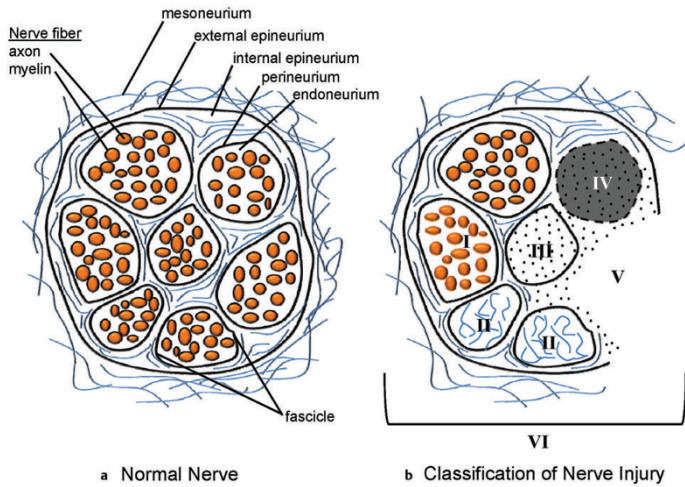 mesoneurium
Nerve fiber
external epineurium
axon
internal epineurium
myelin
perineurium
endoneurium
fascicle
a Normal Nerve
I
II
II
III
IV
V
VI
b Classification of Nerve Injury